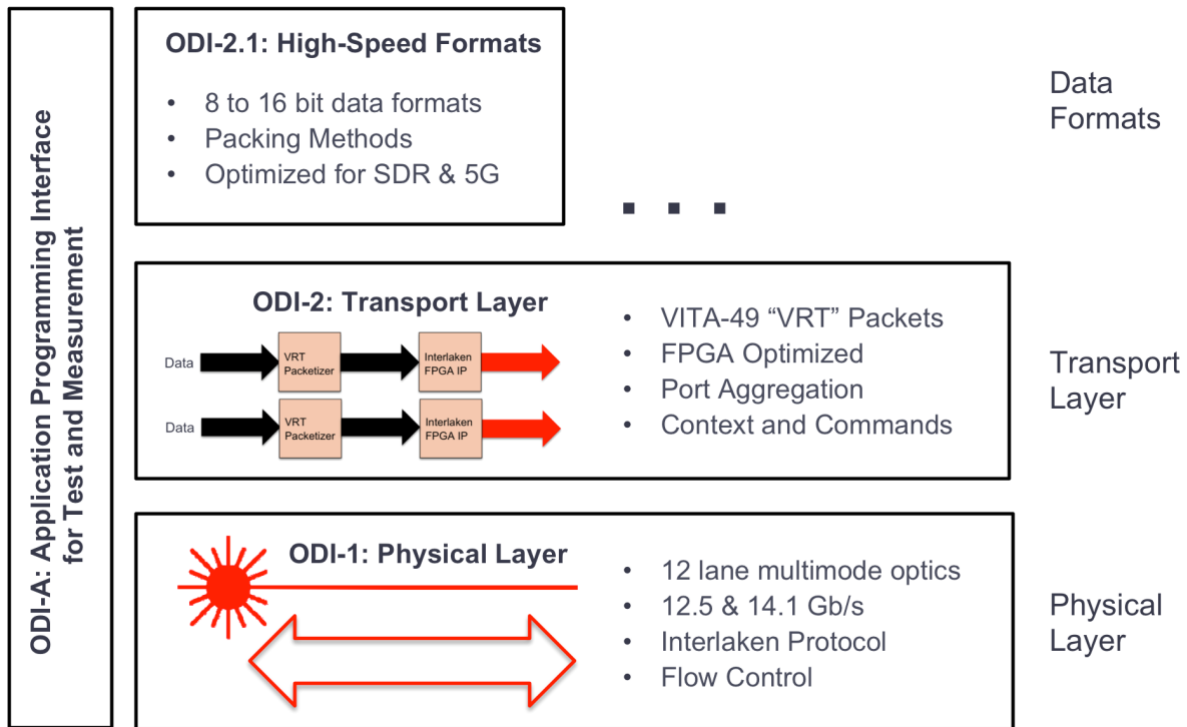 ODI-A: Application Programming Interface
for Test and Measurement
ODI-2.1: High-Speed Formats
• 8 to 16 bit data formats
• Packing Methods
• Optimized for SDR & 5G
. . .
Data
Formats
ODI-2: Transport Layer
Data
VRT
Packetizer
Interlaken
FPGA IP
Data
VRT
Packetizer
Interlaken
FPGA IP
• VITA-49 “VRT” Packets
• FPGA Optimized
• Port Aggregation
• Context and Commands
Transport
Layer
ODI-1: Physical Layer
• 12 lane multimode optics
• 12.5 & 14.1 Gb/s
• Interlaken Protocol
• Flow Control
Physical
Layer